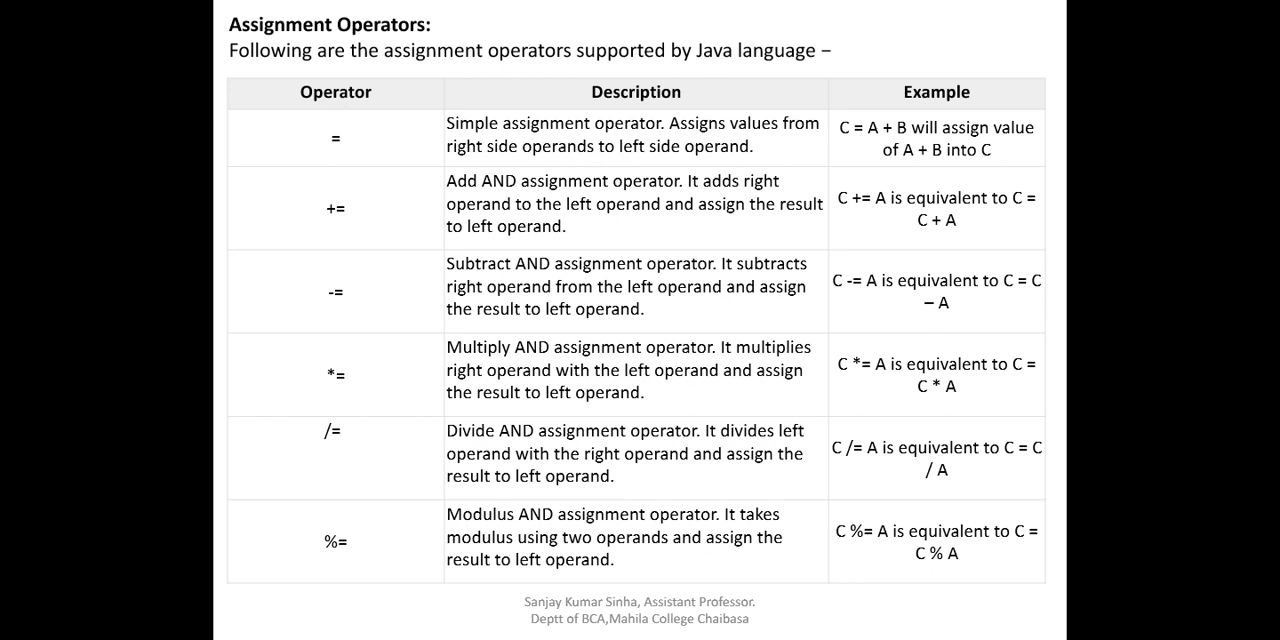 Assignment Operators:
Following are the assignment operators supported by Java language −
Operator Description Example
=
Simple assignment operator. Assigns values from
right side operands to left side operand.
C = A + B will assign value
of A + B into C
+=
Add AND assignment operator. It adds right
operand to the left operand and assign the result
to left operand.
C += A is equivalent to C =
C + A
-=
Subtract AND assignment operator. It subtracts
right operand from the left operand and assign
the result to left operand.
C -= A is equivalent to C = C
– A
*=
Multiply AND assignment operator. It multiplies
right operand with the left operand and assign
the result to left operand.
C *= A is equivalent to C =
C * A
/=
Divide AND assignment operator. It divides left
operand with the right operand and assign the
result to left operand.
C /= A is equivalent to C = C
/ A
%=
Modulus AND assignment operator. It takes
modulus using two operands and assign the
result to left operand.
C %= A is equivalent to C =
C % A
Sanjay Kumar Sinha, Assistant Professor.
Deptt of BCA,Mahila College Chaibasa